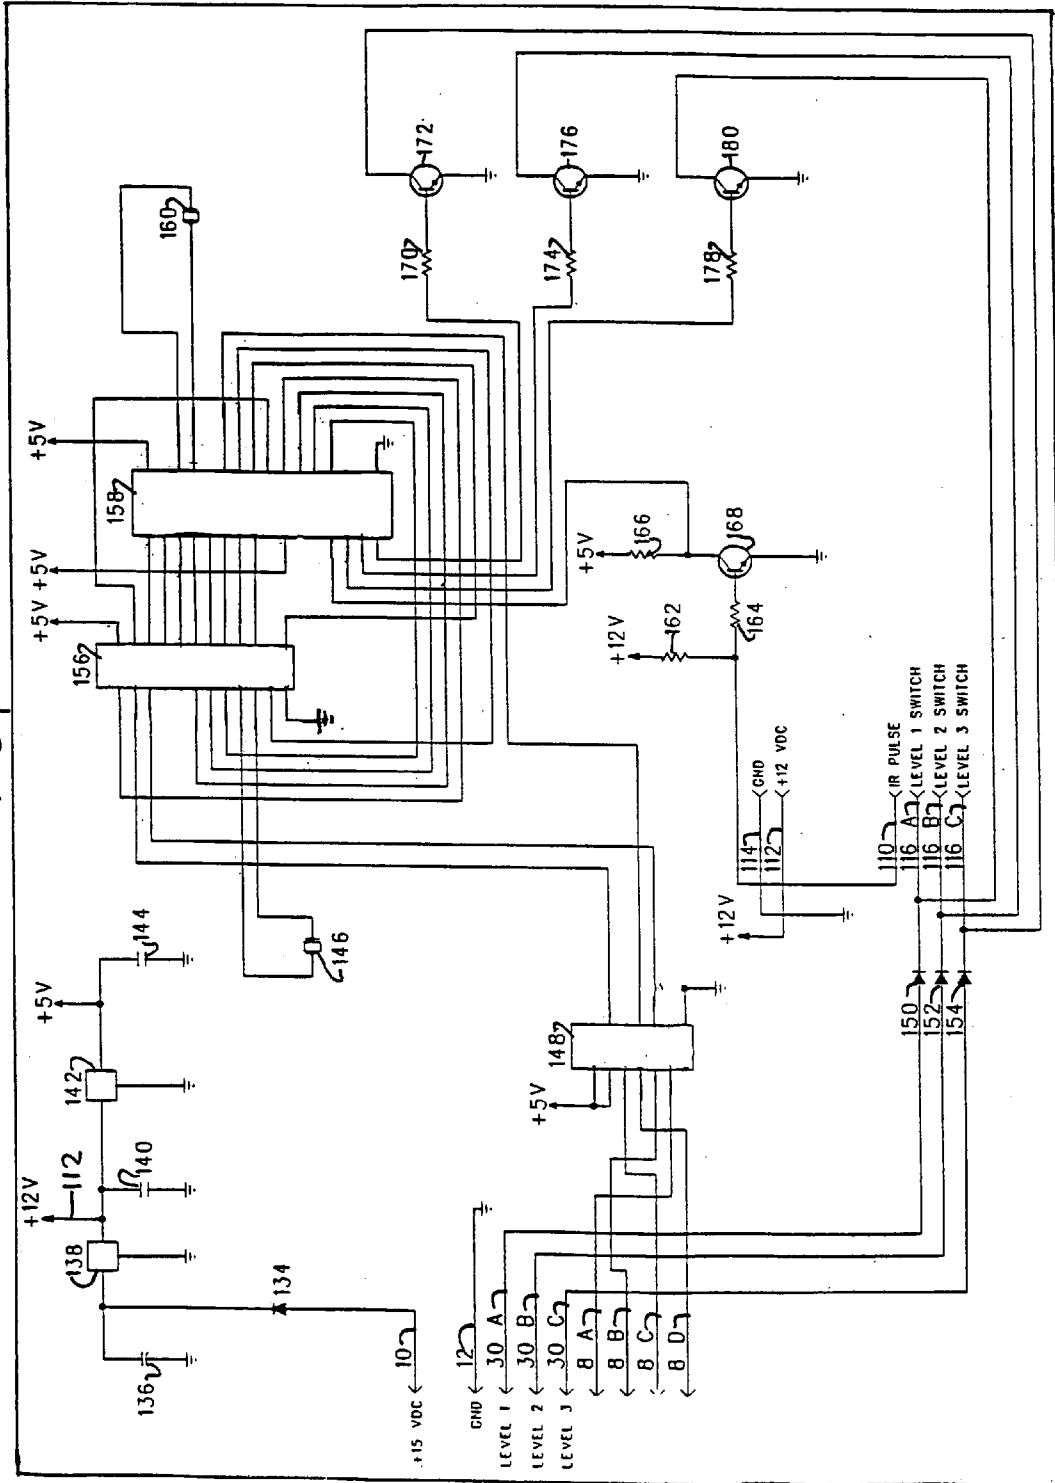 172
176
180
160
170
174
178
+5V
158
+5V
+5V
156
+5V
166
168
+12V
162
164
144
+5V
142
146
+12V
112
140
138
134
136
148
+5V
114
GND
112
+12 VDC
+12V
110
IR PULSE
116 A
LEVEL 1 SWITCH
116 B
LEVEL 2 SWITCH
116 C
LEVEL 3 SWITCH
150
152
154
10
+15 VDC
12
GND
30 A
LEVEL 1
30 B
LEVEL 2
30 C
LEVEL 3
8 A
8 B
8 C
8 D